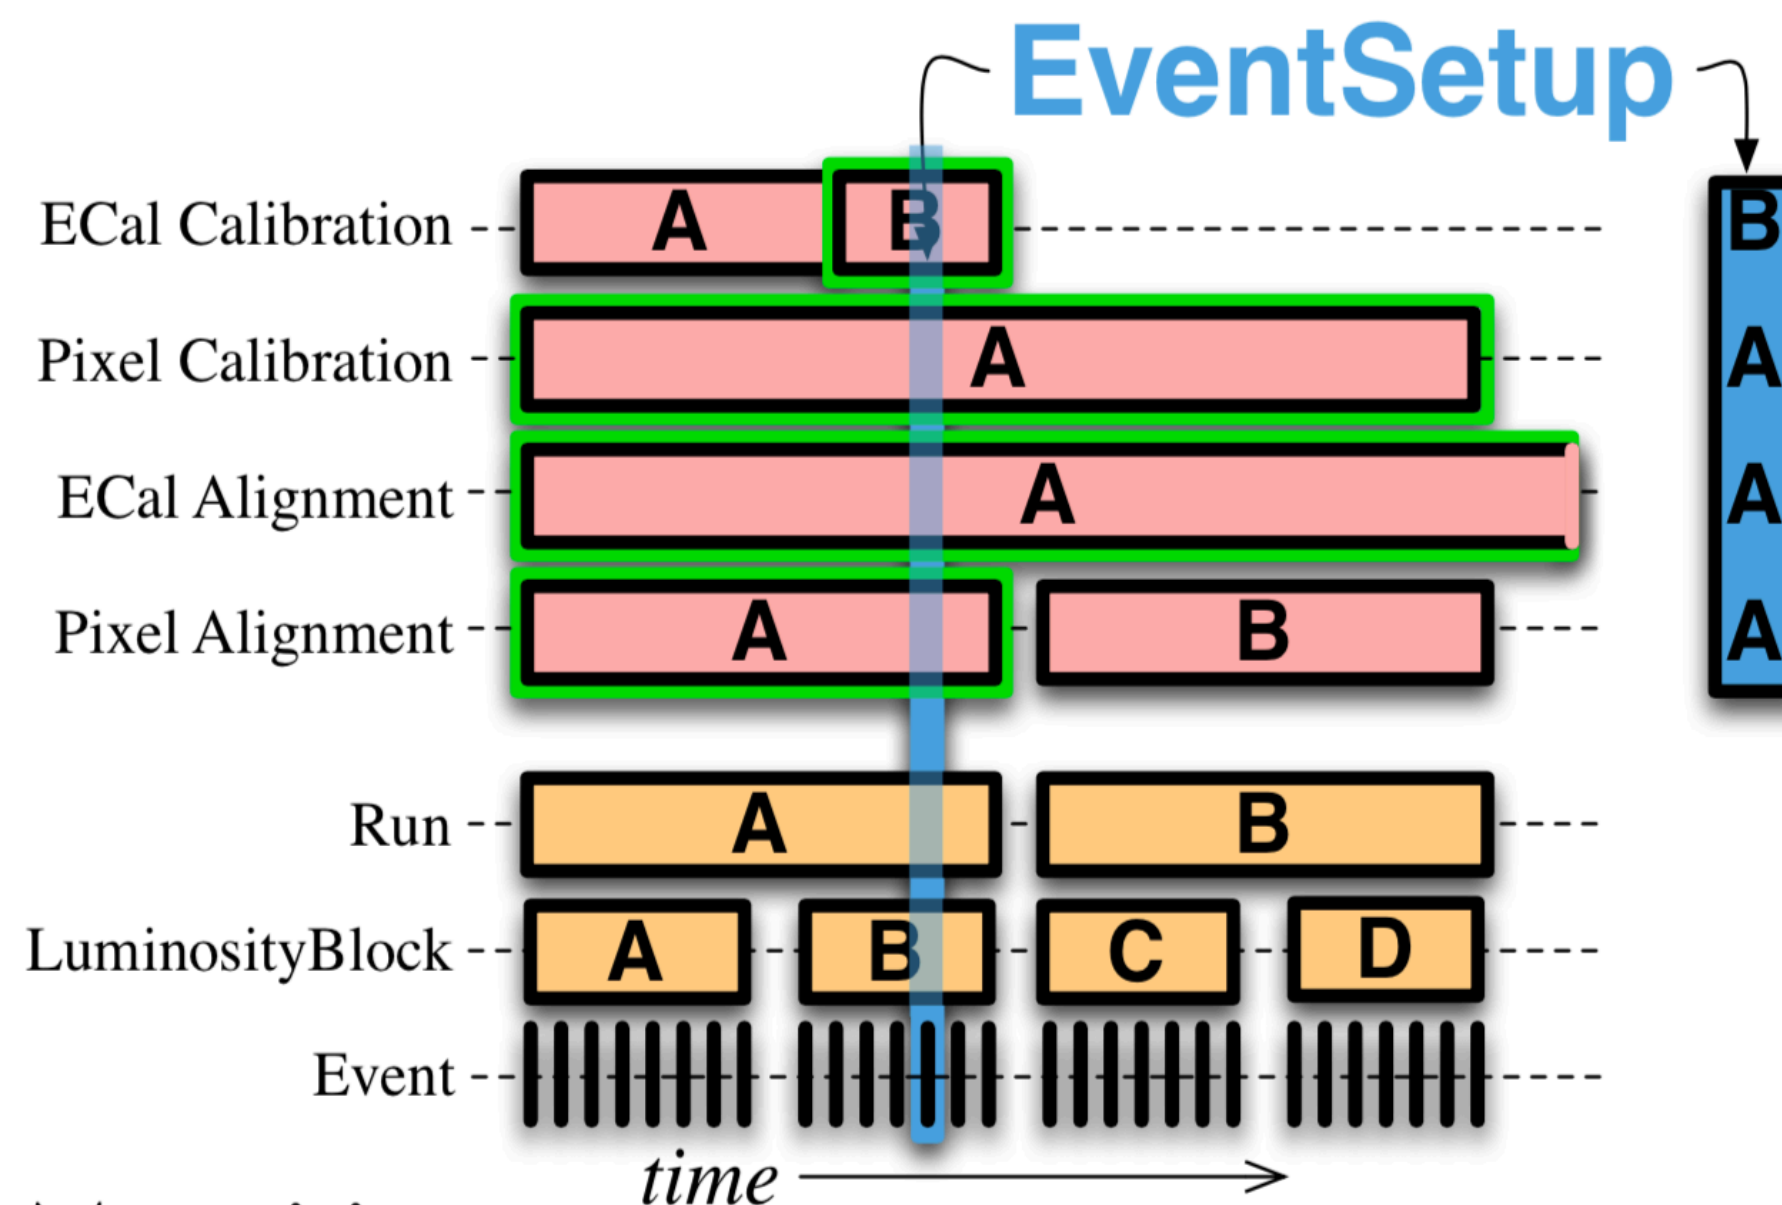 EventSetup
ECal Calibration A B B
Pixel Calibration A A
ECal Alignment A A
Pixel Alignment A B A
Run A B
LuminosityBlock A B C D
Event
time